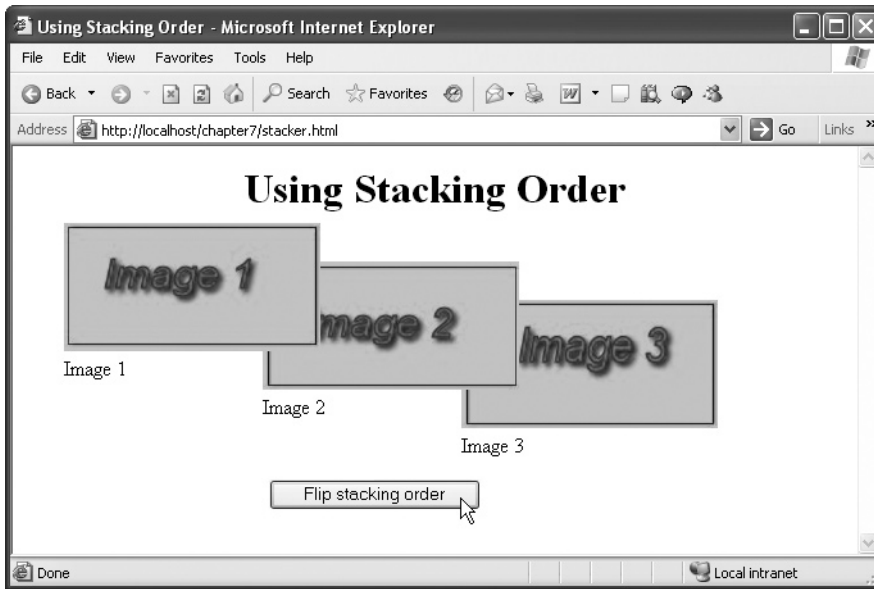 Using Stacking Order - Microsoft Internet Explorer
File Edit View Favorites Tools Help
Back Search Favorites
Address http://localhost/chapter7/stacker.html Go Links »
Using Stacking Order
Image 1
mage 2
Image 3
Image 1
Image 2
Image 3
Flip stacking order
Done Local intranet